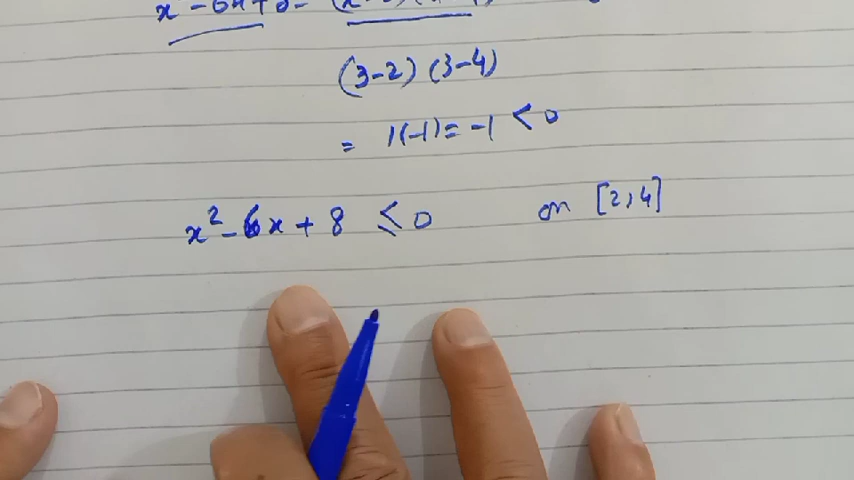 (3-2) (3-4)
= 1(-1) = -1 < 0
x² - 6x + 8 ≤ 0 on [2,4]